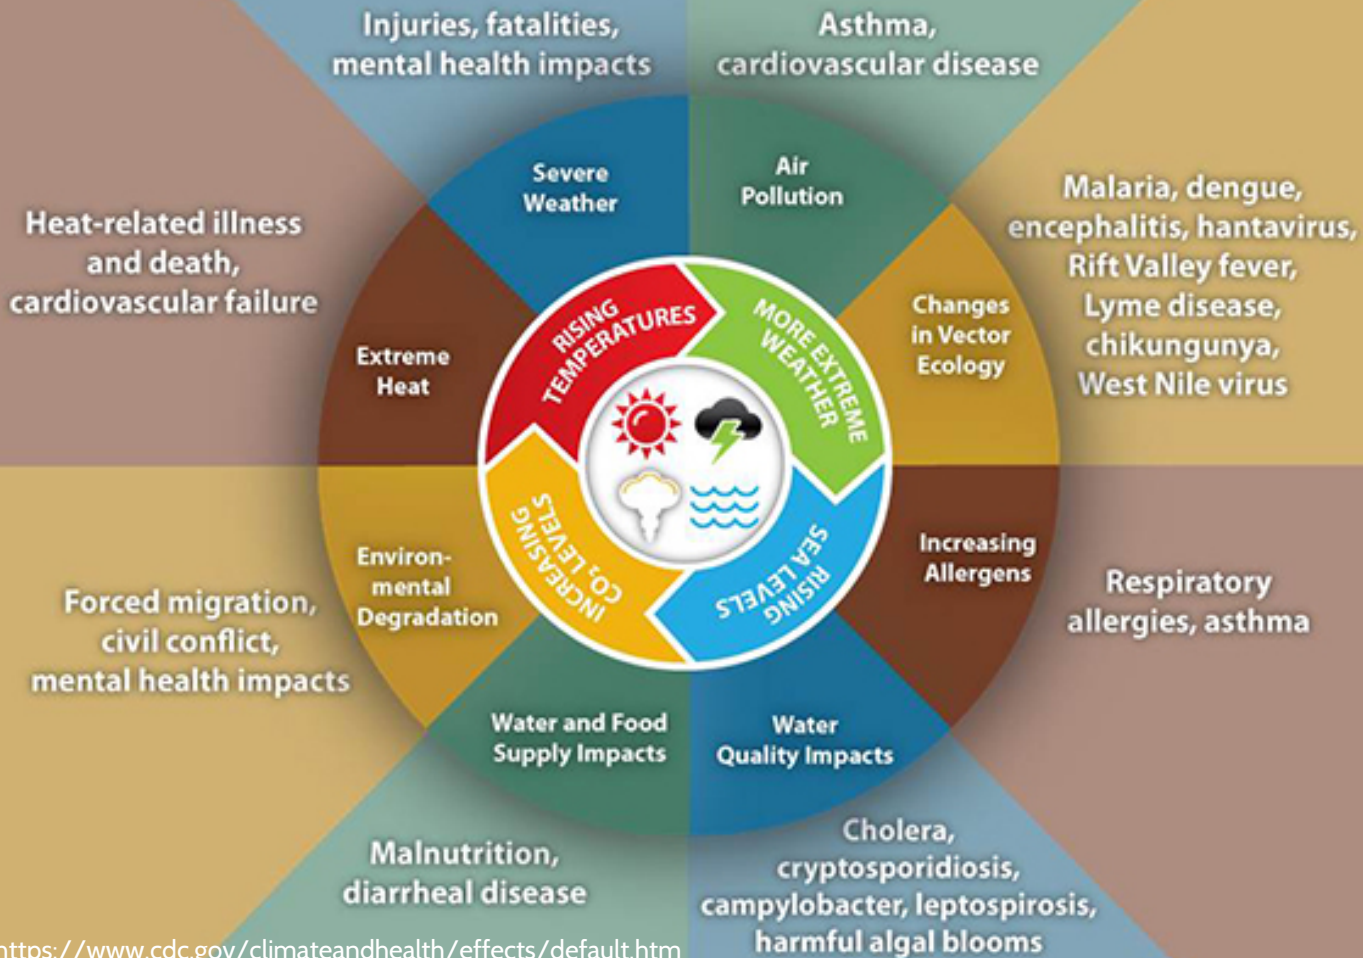 Injuries, fatalities,
mental health impacts
Asthma,
cardiovascular disease
Severe
Weather
Air
Pollution
Malaria, dengue,
encephalitis, hantavirus,
Rift Valley fever,
Lyme disease,
chikungunya,
West Nile virus
Heat-related illness
and death,
cardiovascular failure
Extreme
Heat
Changes
in Vector
Ecology
RISING
TEMPERATURES
MORE EXTREME
WEATHER
INCREASING
CO₂ LEVELS
RISING
SEA LEVELS
Environ-
mental
Degradation
Increasing
Allergens
Forced migration,
civil conflict,
mental health impacts
Respiratory
allergies, asthma
Water and Food
Supply Impacts
Water
Quality Impacts
Malnutrition,
diarrheal disease
Cholera,
cryptosporidiosis,
campylobacter, leptospirosis,
harmful algal blooms
https://www.cdc.gov/climateandhealth/effects/default.htm